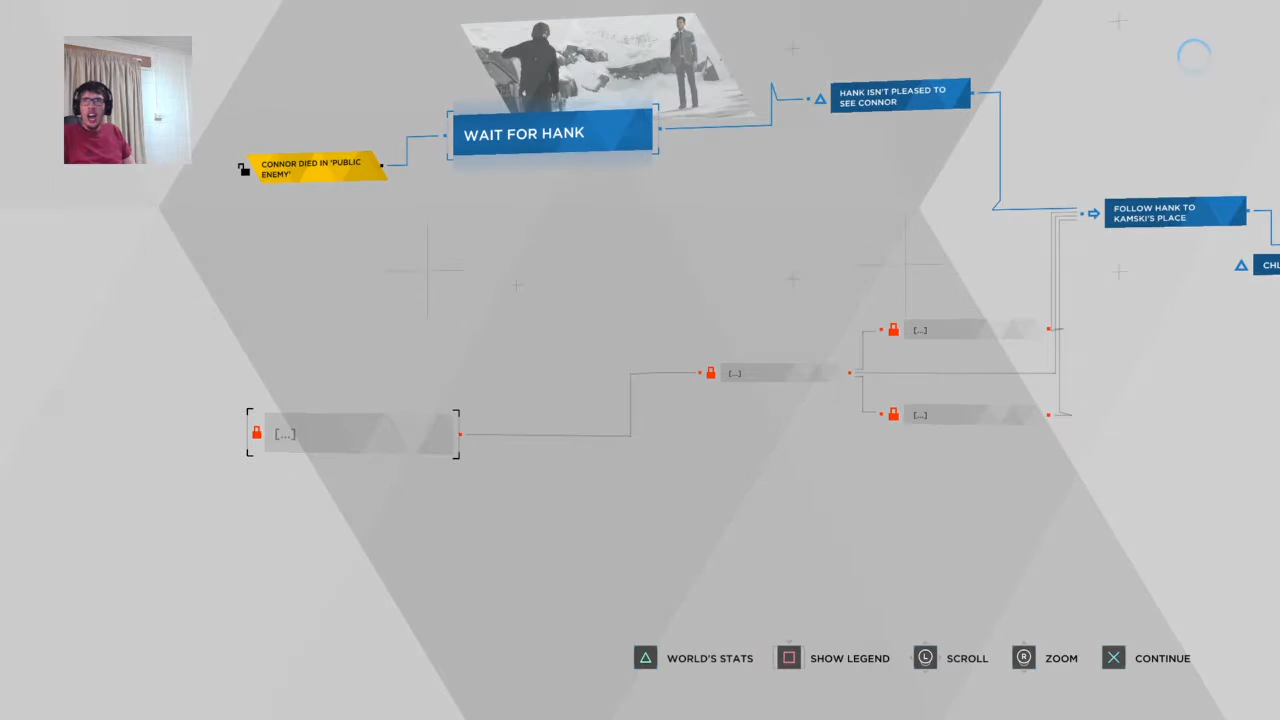 HANK ISN'T PLEASED TO
SEE CONNOR
WAIT FOR HANK
CONNOR DIED IN 'PUBLIC
ENEMY'
FOLLOW HANK TO
KAMSKI'S PLACE
CHL
[...]
[...]
[...]
[...]
WORLD'S STATS
SHOW LEGEND
L
SCROLL
R
ZOOM
CONTINUE